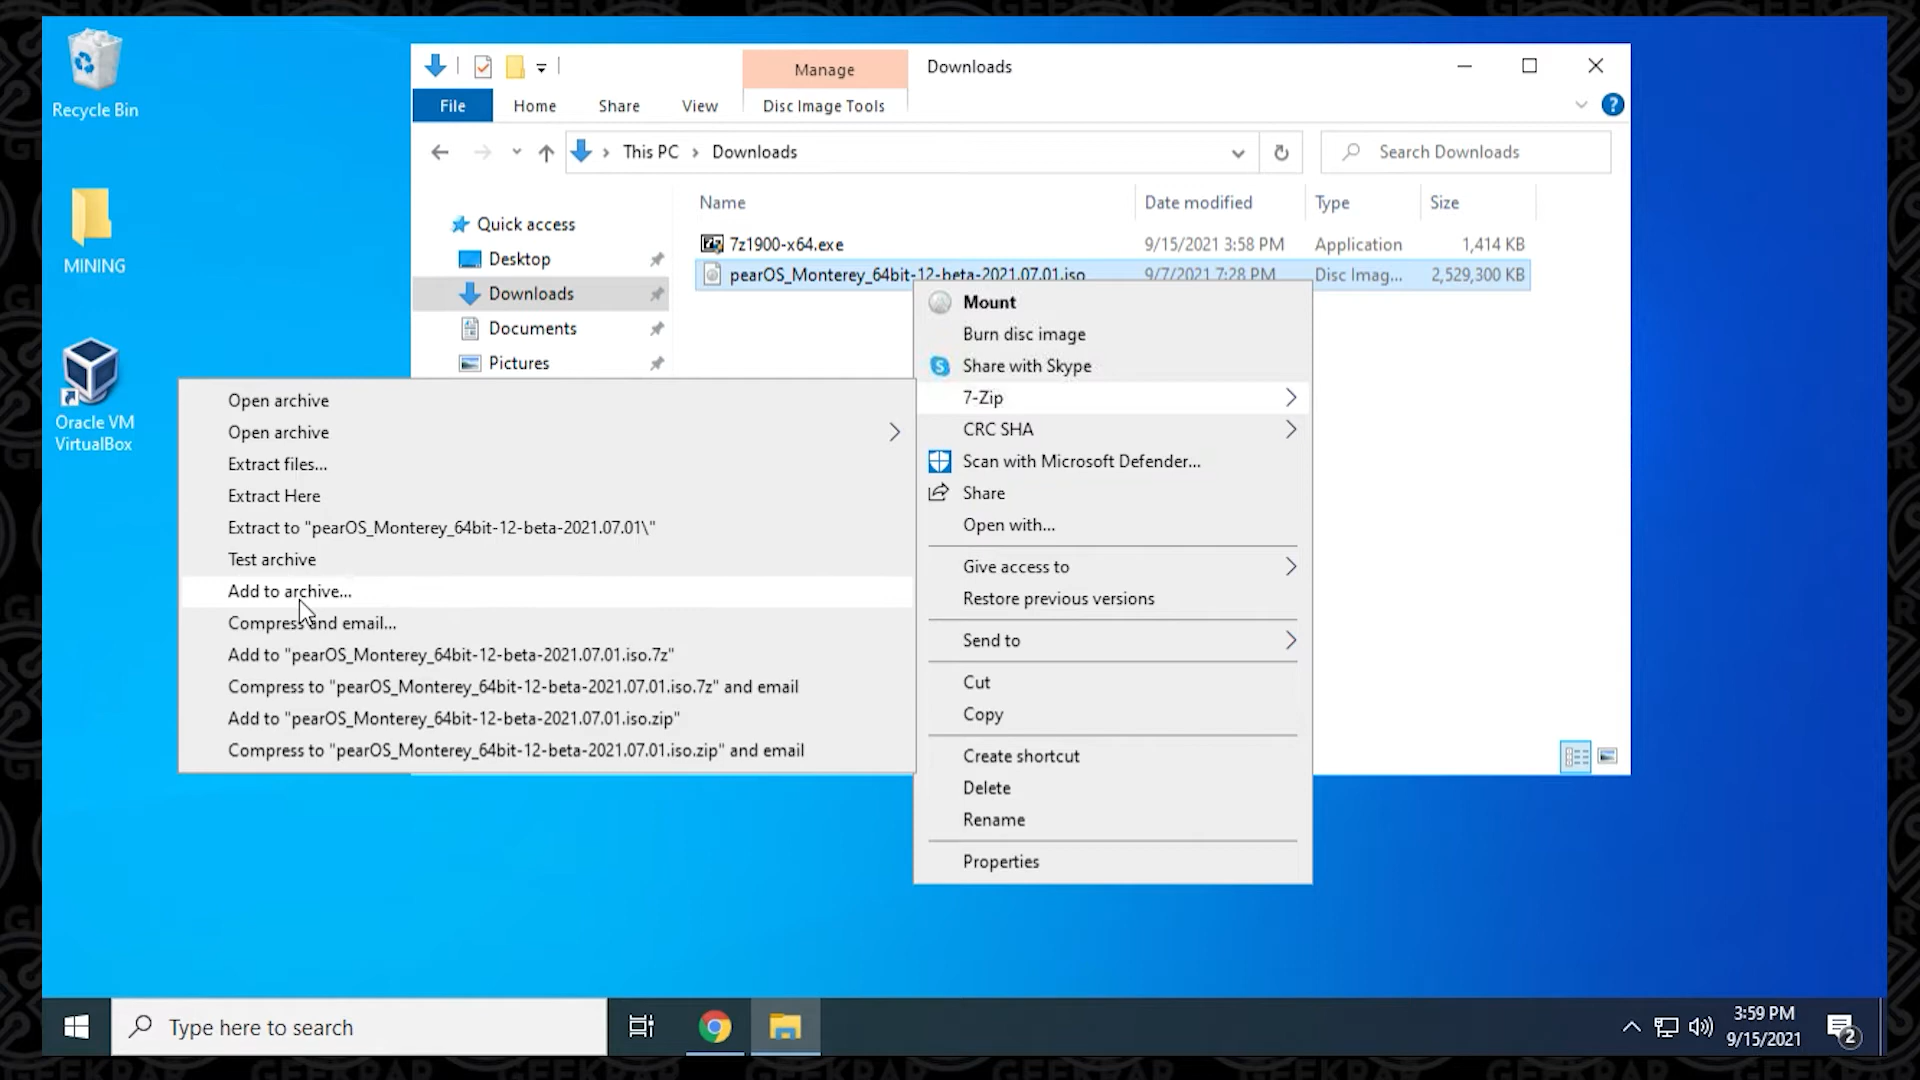 Recycle Bin
MINING
Oracle VM
VirtualBox
Manage
Downloads
File
Home
Share
View
Disc Image Tools
?
This PC
Downloads
Search Downloads
Name
Date modified
Type
Size
Quick access
Desktop
Downloads
Documents
Pictures
7z1900-x64.exe
9/15/2021 3:58 PM
Application
1,414 KB
pearOS_Monterey_64bit-12-beta-2021.07.01.iso
9/7/2021 7:28 PM
Disc Imag...
2,529,300 KB
Mount
Burn disc image
Share with Skype
7-Zip
CRC SHA
Scan with Microsoft Defender...
Share
Open with...
Give access to
Restore previous versions
Send to
Cut
Copy
Create shortcut
Delete
Rename
Properties
Open archive
Open archive
Extract files...
Extract Here
Extract to "pearOS_Monterey_64bit-12-beta-2021.07.01\"
Test archive
Add to archive...
Compress and email...
Add to "pearOS_Monterey_64bit-12-beta-2021.07.01.iso.7z"
Compress to "pearOS_Monterey_64bit-12-beta-2021.07.01.iso.7z" and email
Add to "pearOS_Monterey_64bit-12-beta-2021.07.01.iso.zip"
Compress to "pearOS_Monterey_64bit-12-beta-2021.07.01.iso.zip" and email
Type here to search
3:59 PM
9/15/2021
2